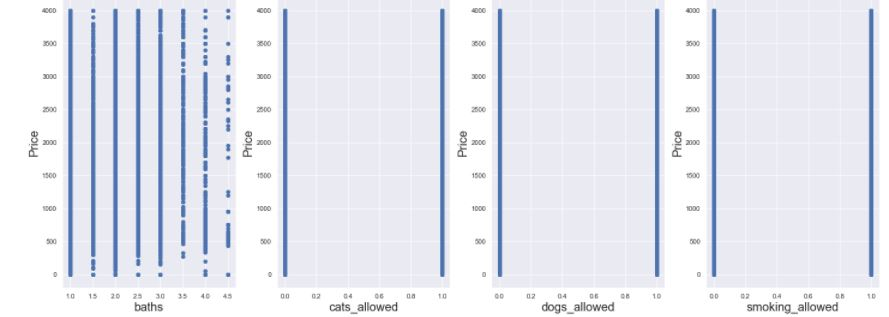 4000 3500 3000 2500 2000 1500 1000 500 0
Price
1.0 1.5 2.0 2.5 3.0 3.5 4.0 4.5
baths
4000 3500 3000 2500 2000 1500 1000 500 0
Price
0.0 0.2 0.4 0.6 0.8 1.0
cats_allowed
4000 3500 3000 2500 2000 1500 1000 500 0
Price
0.0 0.2 0.4 0.6 0.8 1.0
dogs_allowed
4000 3500 3000 2500 2000 1500 1000 500 0
Price
0.0 0.2 0.4 0.6 0.8 1.0
smoking_allowed